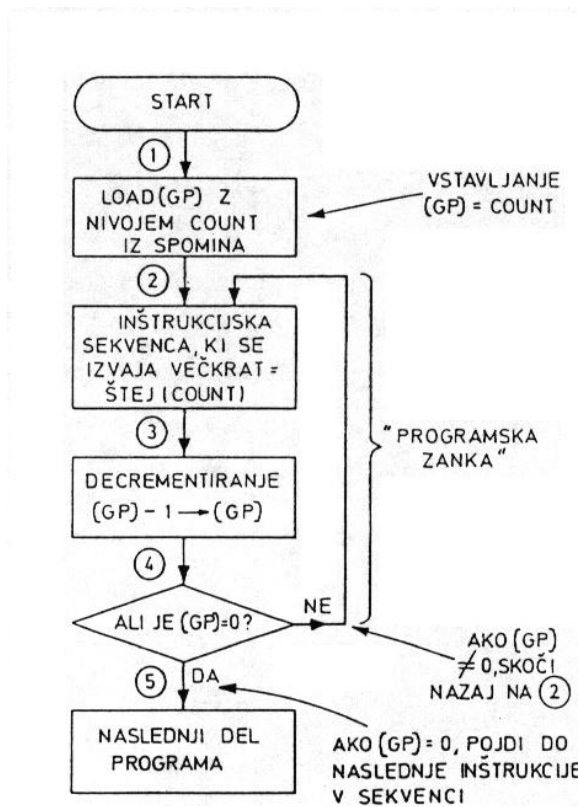 START
1
LOAD(GP) Z
NIVOJEM COUNT
IZ SPOMINA
VSTAVLJANJE
(GP) = COUNT
2
INŠTRUKCIJSKA
SEKVENCA, KI SE
IZVAJA VEČKRAT =
ŠTEJ (COUNT)
"PROGRAMSKA
ZANKA"
3
DECREMENTIRANJE
(GP) - 1 → (GP)
4
ALI JE (GP)=0?
NE
AKO (GP)
≠ 0, SKOČI
NAZAJ NA 2
5
DA
NASLEDNJI DEL
PROGRAMA
AKO (GP) = 0, POJDI DO
NASLEDNJE INŠTRUKCIJE
V SEKVENCI